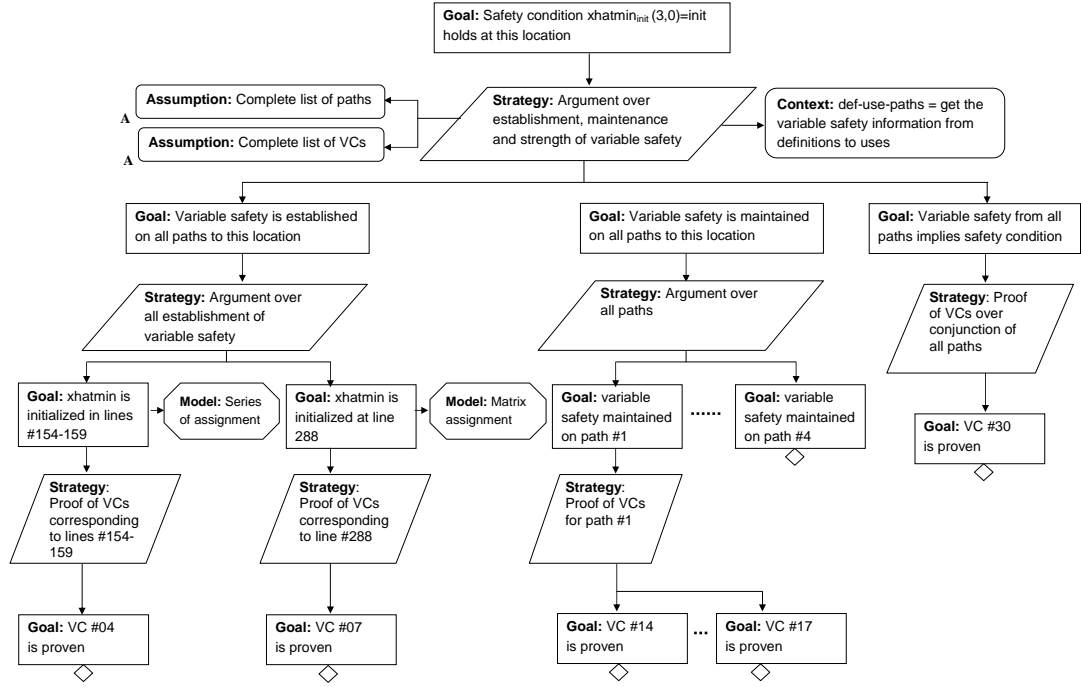 Goal: Safety condition xhatmin_init (3,0)=init
holds at this location
Assumption: Complete list of paths
A
Assumption: Complete list of VCs
A
Strategy: Argument over
establishment, maintenance
and strength of variable safety
Context: def-use-paths = get the
variable safety information from
definitions to uses
Goal: Variable safety is established
on all paths to this location
Goal: Variable safety is maintained
on all paths to this location
Goal: Variable safety from all
paths implies safety condition
Strategy: Argument over
all establishment of
variable safety
Strategy: Argument over
all paths
Strategy: Proof
of VCs over
conjunction of
all paths
Goal: xhatmin is
initialized in lines
#154-159
Model: Series
of assignment
Goal: xhatmin is
initialized at line
288
Model: Matrix
assignment
Goal: variable
safety maintained
on path #1
......
Goal: variable
safety maintained
on path #4
Goal: VC #30
is proven
Strategy:
Proof of VCs
corresponding
to lines #154-
159
Strategy:
Proof of VCs
corresponding
to line #288
Strategy:
Proof of VCs
for path #1
Goal: VC #04
is proven
Goal: VC #07
is proven
Goal: VC #14
is proven
...
Goal: VC #17
is proven